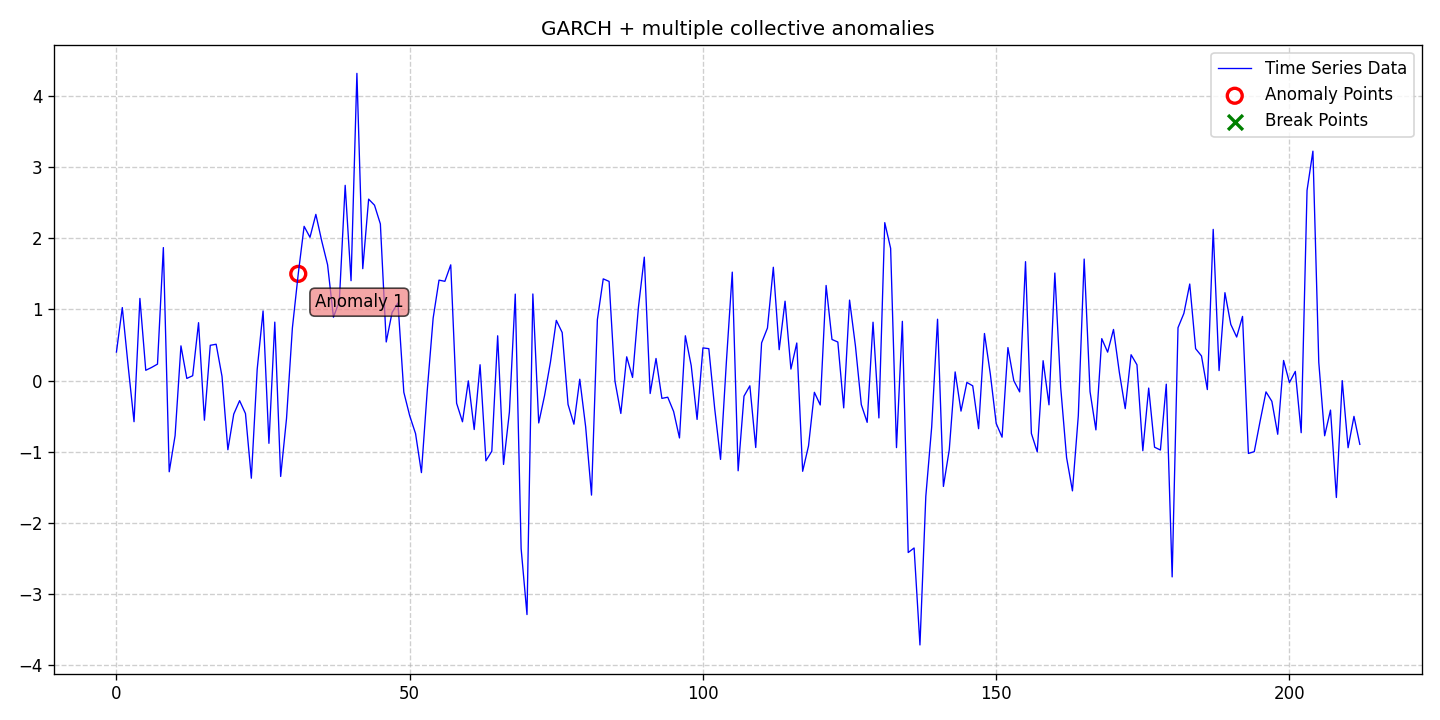 GARCH + multiple collective anomalies
Time Series Data
Anomaly Points
Break Points
Anomaly 1
4
3
2
1
0
−1
−2
−3
−4
0
50
100
150
200